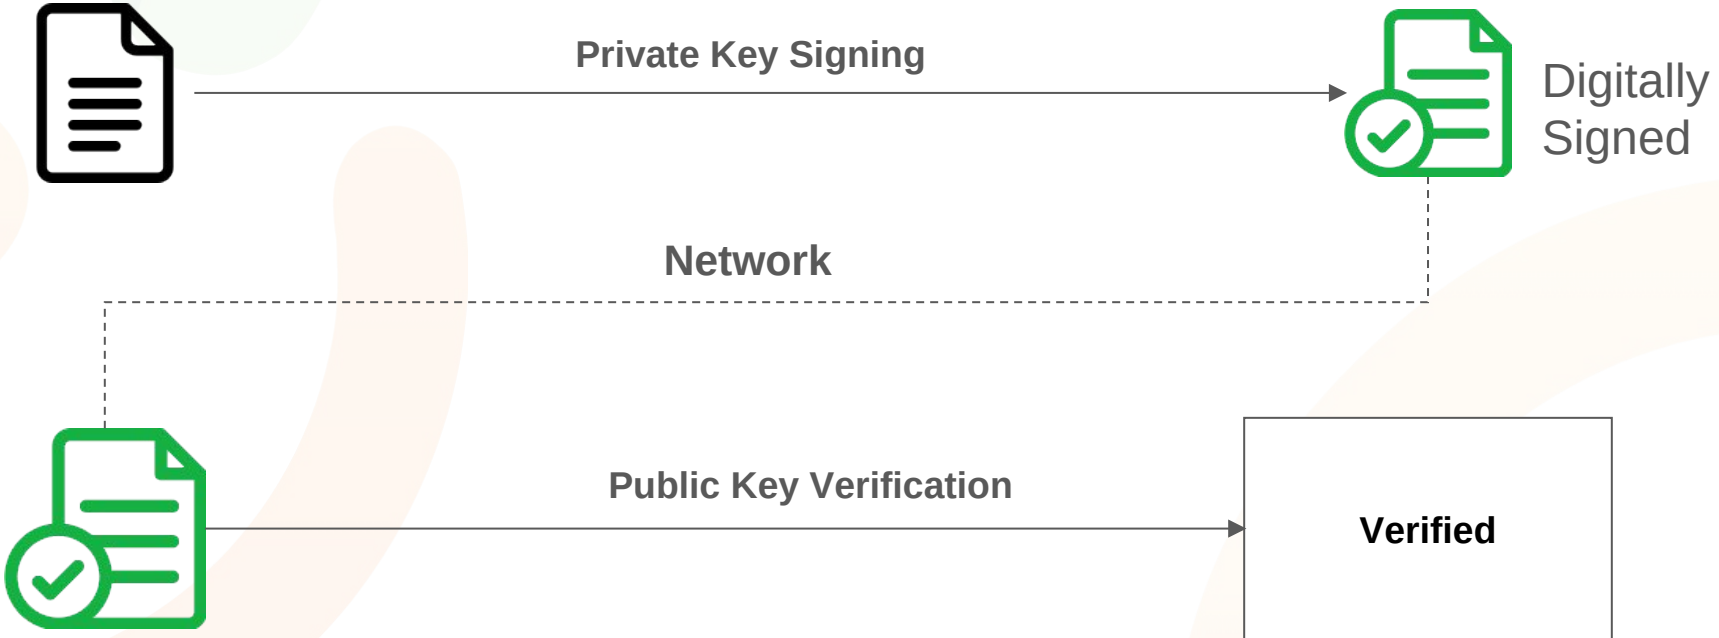 Private Key Signing
Digitally
Signed
Network
Public Key Verification
Verified